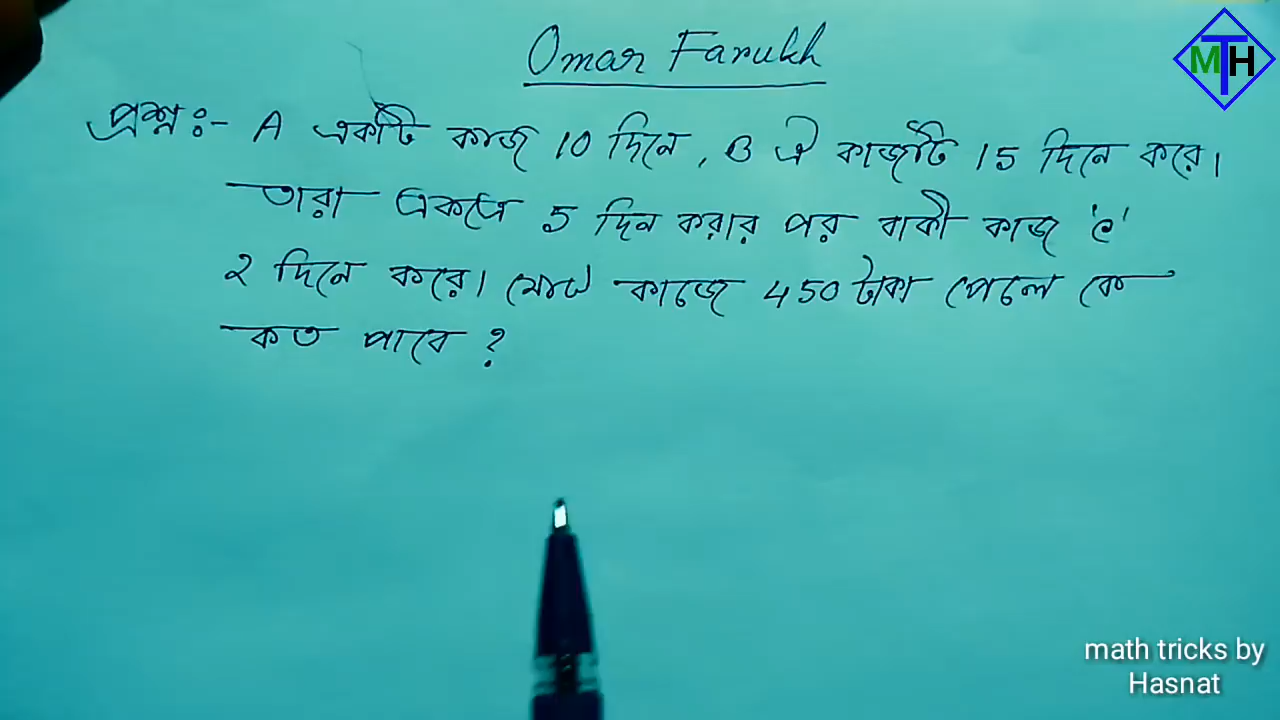 Omar Farukh
MTH
প্রশ্নঃ- A একটি কাজ 10 দিনে, B ঐ কাজটি 15 দিনে করে।
তারা একত্রে 5 দিন করার পর বাকী কাজ 'c'
২ দিনে করে। মোট কাজে 450 টাকা পেলে কে
কত পাবে ?
math tricks by
Hasnat